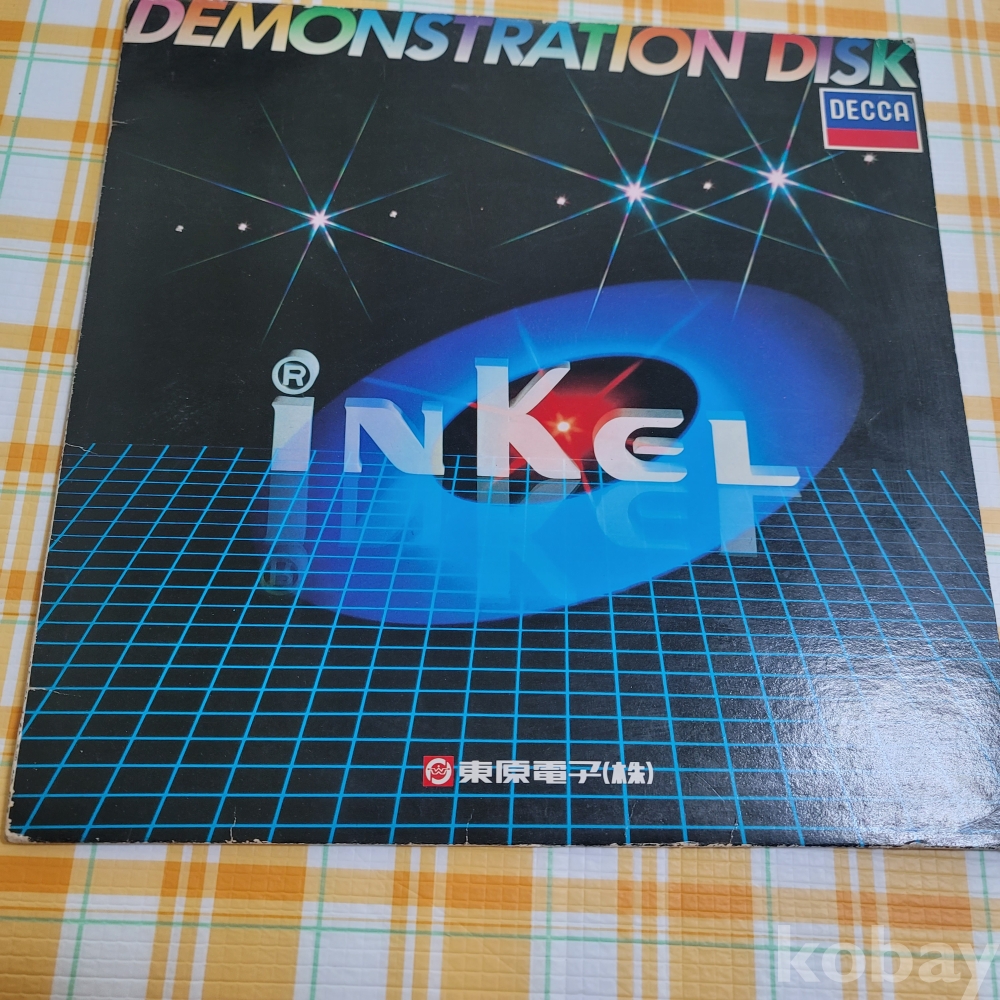 DEMONSTRATION DISK
DECCA
®
inKEL
東原電子(株)
kobay